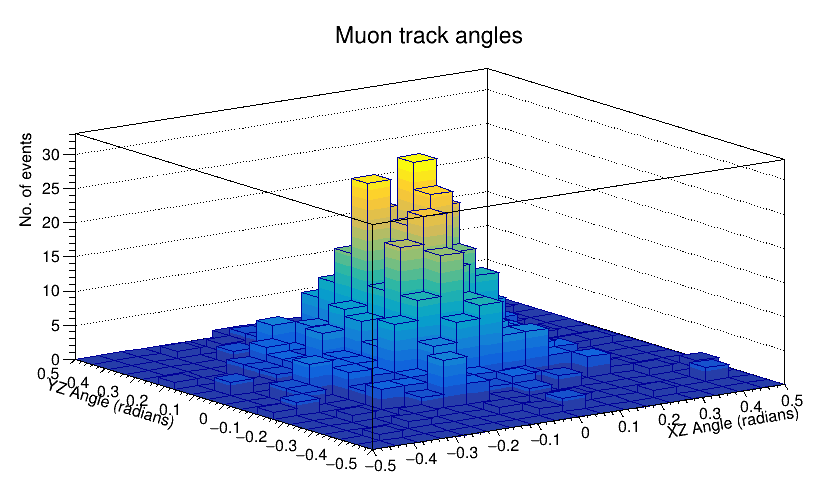 Muon track angles
No. of events
30
25
20
15
10
5
0
0.5 0.4 0.3 0.2 0.1 0 −0.1 −0.2 −0.3 −0.4 −0.5
YZ Angle (radians)
−0.5 −0.4 −0.3 −0.2 −0.1 0 0.1 0.2 0.3 0.4 0.5
XZ Angle (radians)